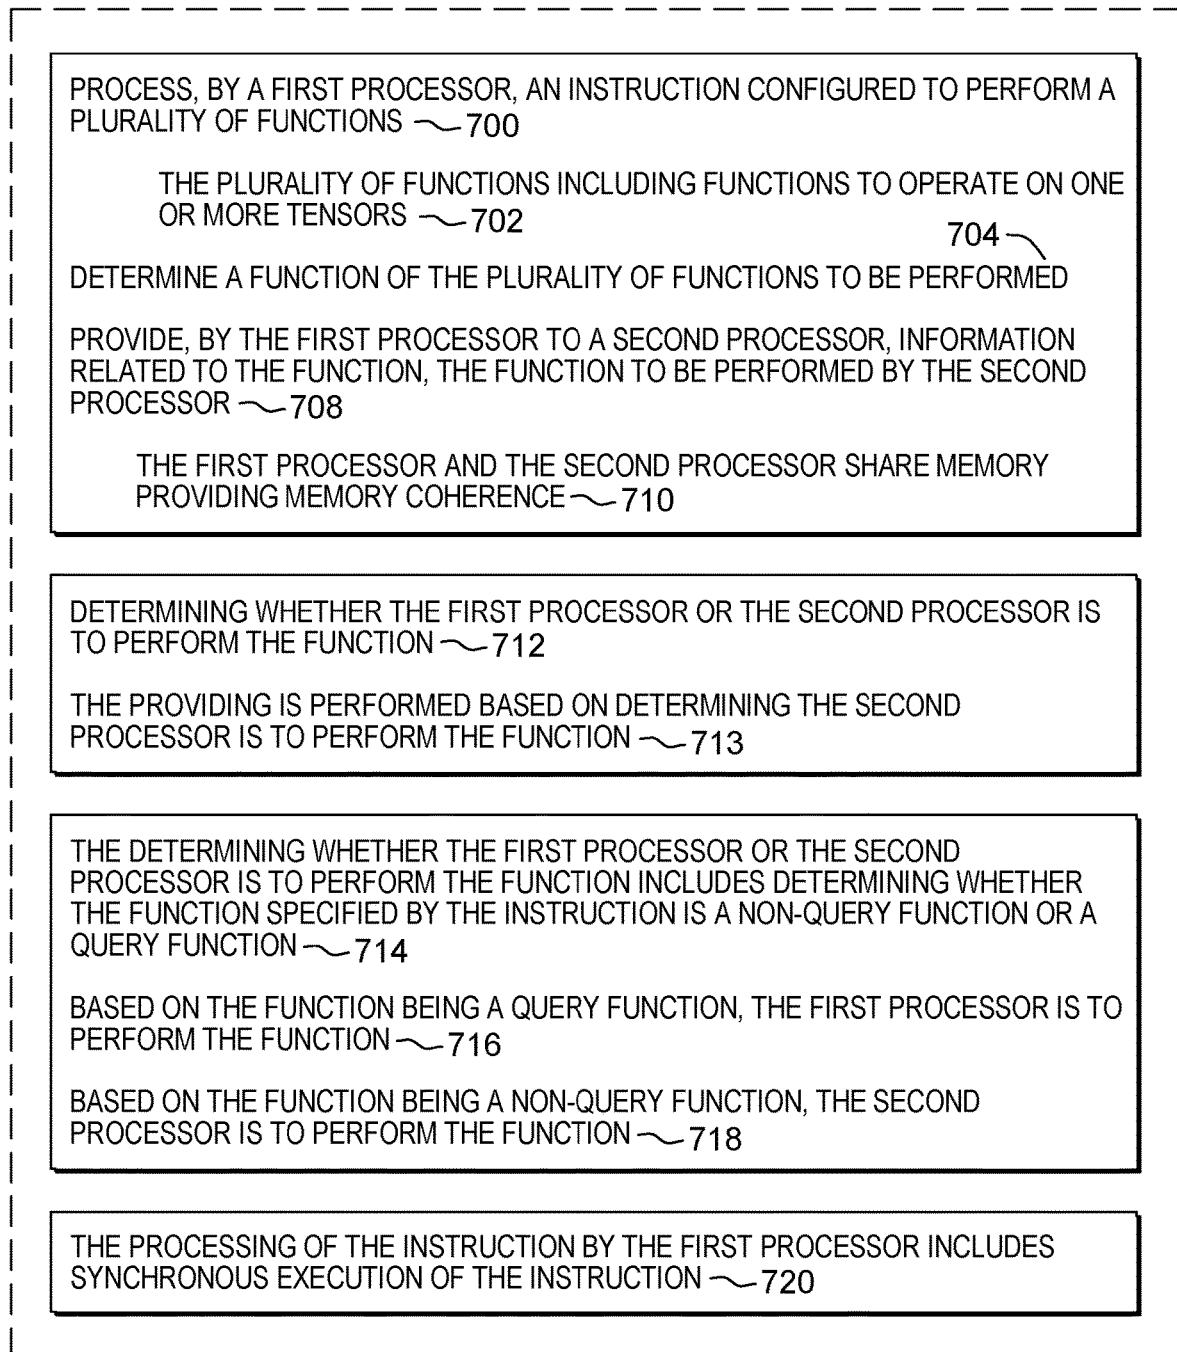 PROCESS, BY A FIRST PROCESSOR, AN INSTRUCTION CONFIGURED TO PERFORM A
PLURALITY OF FUNCTIONS 700
THE PLURALITY OF FUNCTIONS INCLUDING FUNCTIONS TO OPERATE ON ONE
OR MORE TENSORS 702
704
DETERMINE A FUNCTION OF THE PLURALITY OF FUNCTIONS TO BE PERFORMED
PROVIDE, BY THE FIRST PROCESSOR TO A SECOND PROCESSOR, INFORMATION
RELATED TO THE FUNCTION, THE FUNCTION TO BE PERFORMED BY THE SECOND
PROCESSOR 708
THE FIRST PROCESSOR AND THE SECOND PROCESSOR SHARE MEMORY
PROVIDING MEMORY COHERENCE 710
DETERMINING WHETHER THE FIRST PROCESSOR OR THE SECOND PROCESSOR IS
TO PERFORM THE FUNCTION 712
THE PROVIDING IS PERFORMED BASED ON DETERMINING THE SECOND
PROCESSOR IS TO PERFORM THE FUNCTION 713
THE DETERMINING WHETHER THE FIRST PROCESSOR OR THE SECOND
PROCESSOR IS TO PERFORM THE FUNCTION INCLUDES DETERMINING WHETHER
THE FUNCTION SPECIFIED BY THE INSTRUCTION IS A NON-QUERY FUNCTION OR A
QUERY FUNCTION 714
BASED ON THE FUNCTION BEING A QUERY FUNCTION, THE FIRST PROCESSOR IS TO
PERFORM THE FUNCTION 716
BASED ON THE FUNCTION BEING A NON-QUERY FUNCTION, THE SECOND
PROCESSOR IS TO PERFORM THE FUNCTION 718
THE PROCESSING OF THE INSTRUCTION BY THE FIRST PROCESSOR INCLUDES
SYNCHRONOUS EXECUTION OF THE INSTRUCTION 720